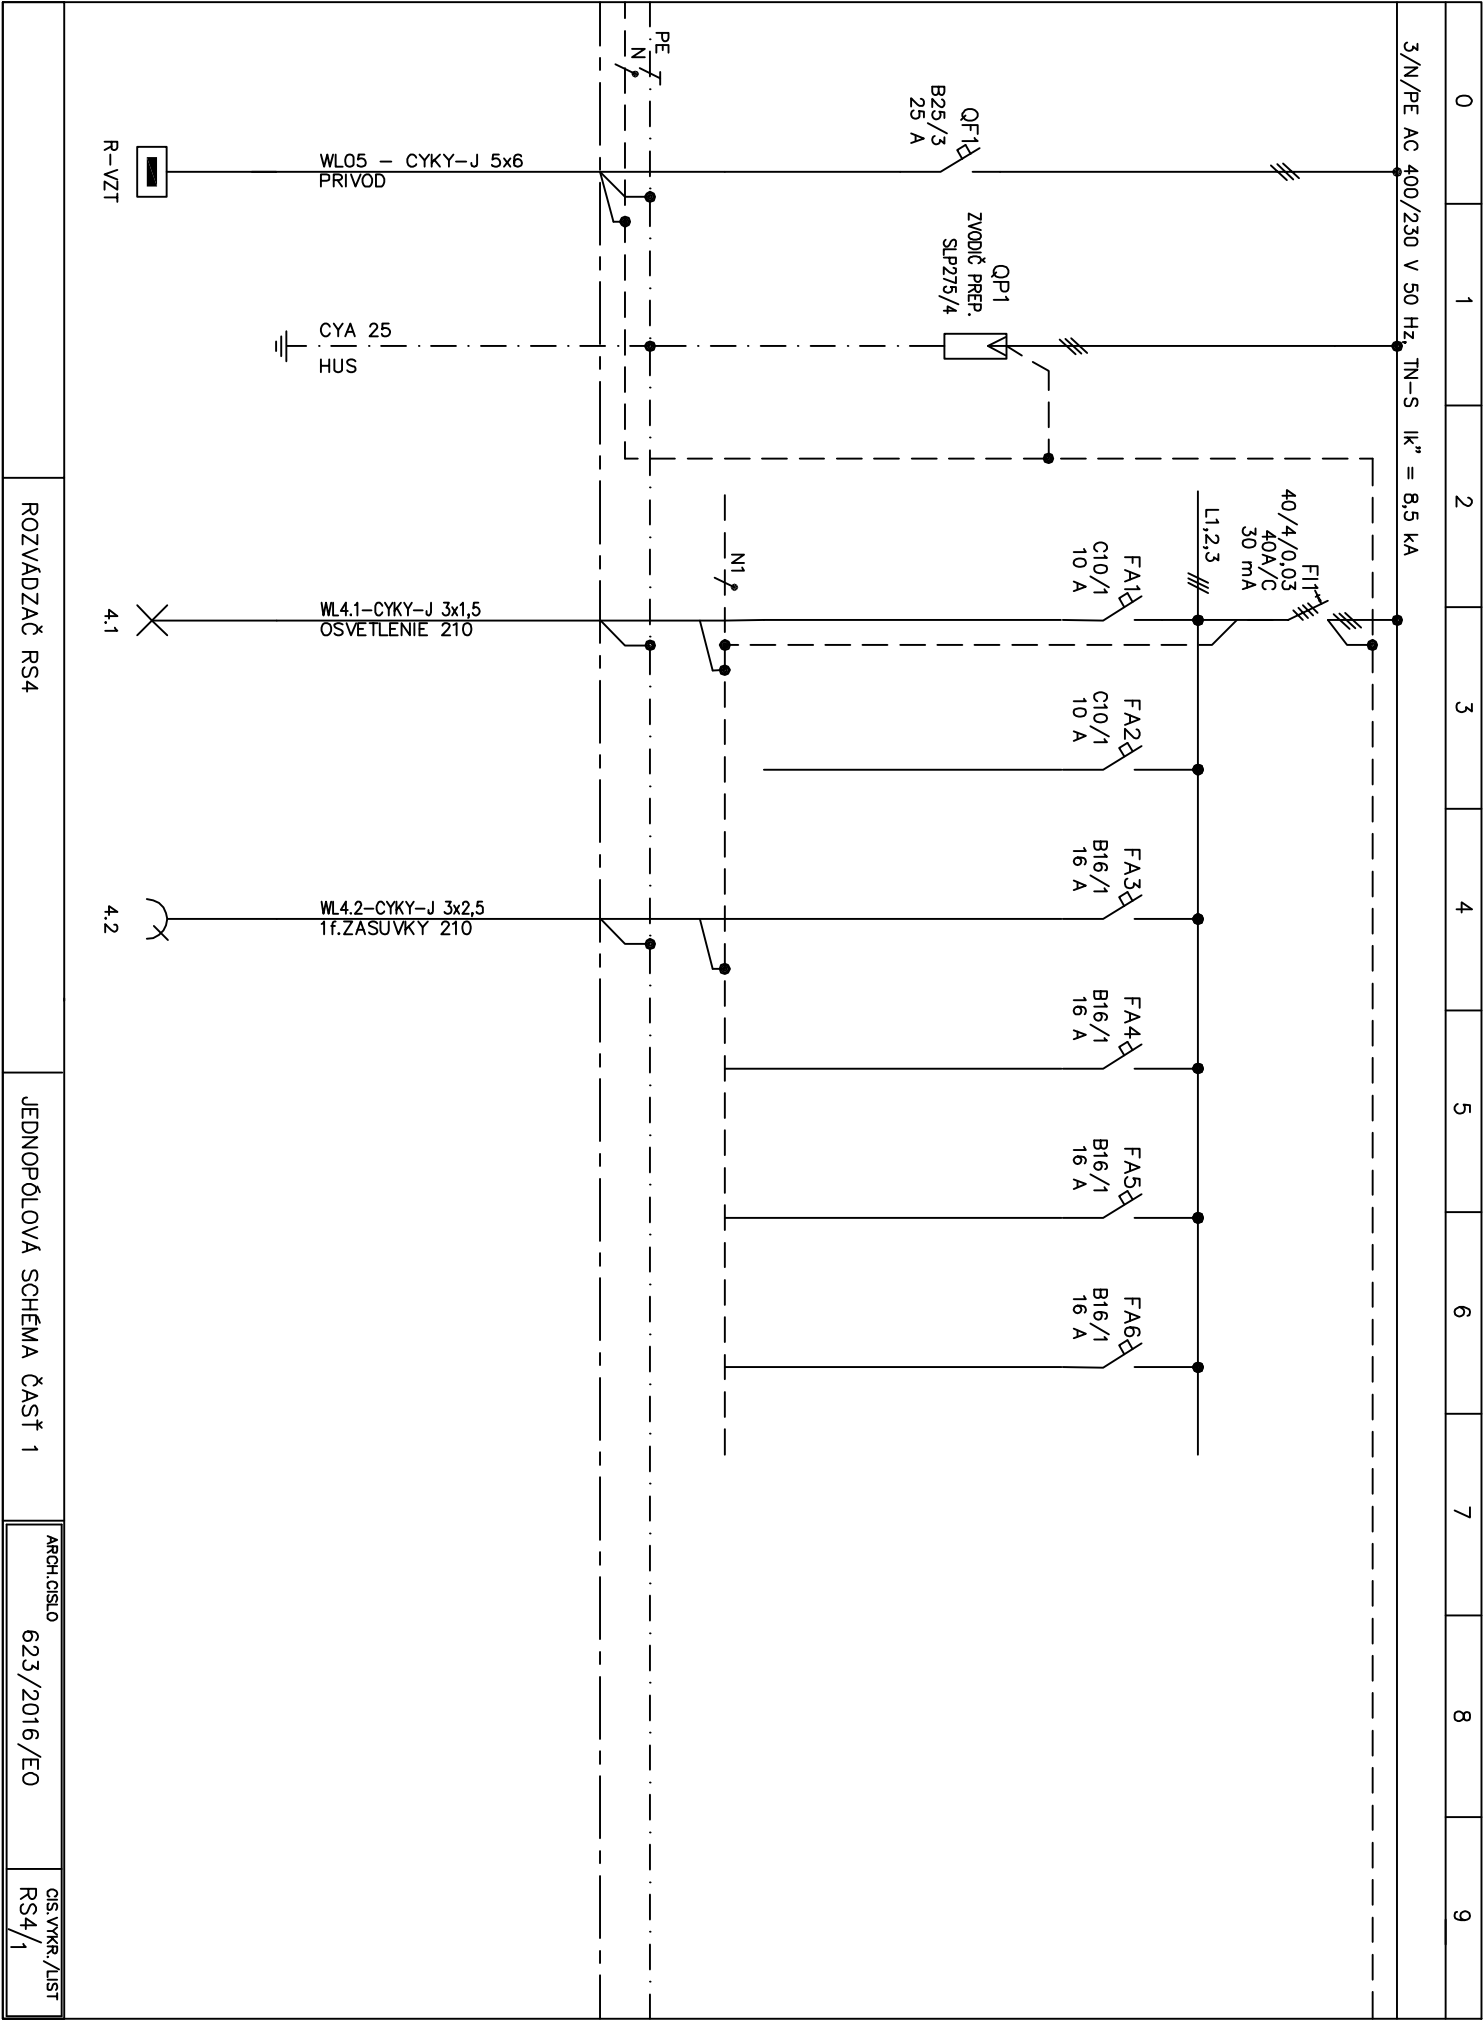 0
1
2
3
4
5
6
7
8
9
3/N/PE AC 400/230 V 50 Hz, TN-S Ik" = 8,5 kA
PE
N
QF1
B25/3
25 A
WL05 - CYKY-J 5x6
PRIVOD
R-VZT
QP1
ZVODIČ PREP.
SLP275/4
CYA 25
HUS
FI1
40/4/0,03
40A/C
30 mA
L1,2,3
N1
FA1
C10/1
10 A
WL4.1-CYKY-J 3x1,5
OSVETLENIE 210
4.1
FA2
C10/1
10 A
FA3
B16/1
16 A
WL4.2-CYKY-J 3x2,5
1f.ZASUVKY 210
4.2
FA4
B16/1
16 A
FA5
B16/1
16 A
FA6
B16/1
16 A
ROZVÁDZAČ RS4
JEDNOPÓLOVÁ SCHÉMA ČASŤ 1
ARCH.CISLO
623/2016/EO
CIS.VYKR./LIST
RS4/1